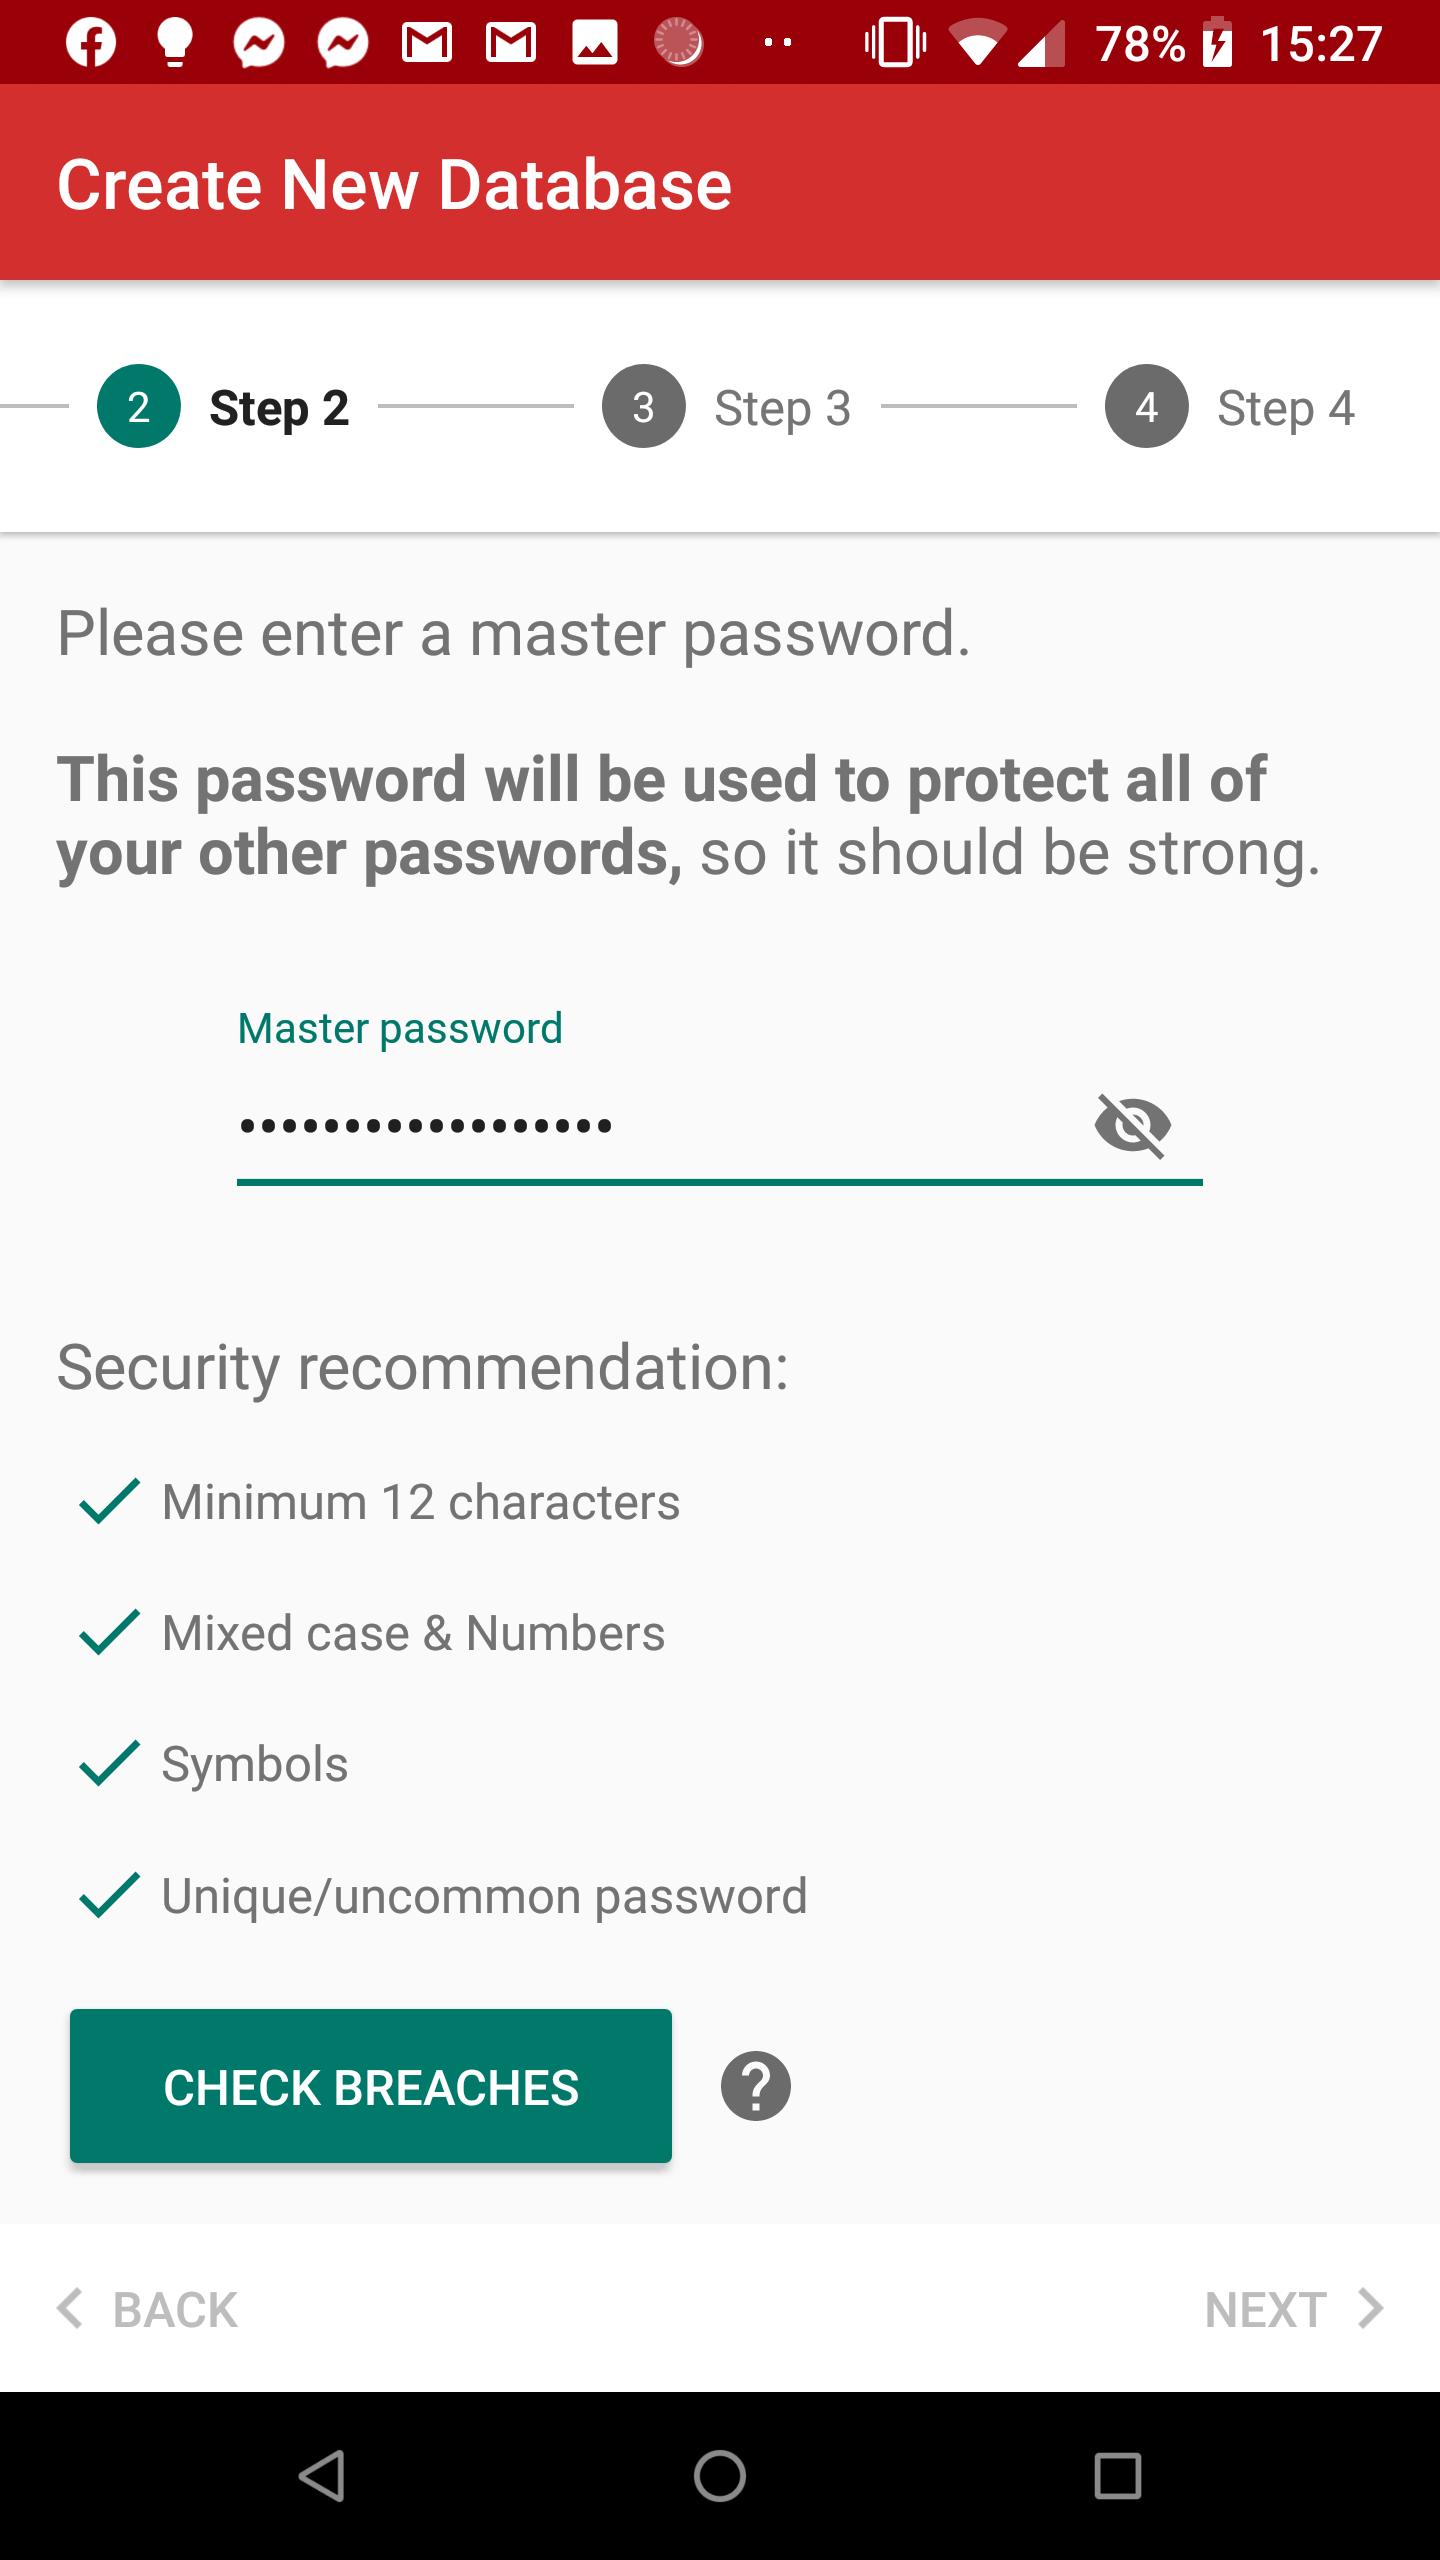 78% 15:27
Create New Database
2 Step 2 3 Step 3 4 Step 4
Please enter a master password.
This password will be used to protect all of
your other passwords, so it should be strong.
Master password
••••••••••••••••••
Security recommendation:
Minimum 12 characters
Mixed case & Numbers
Symbols
Unique/uncommon password
CHECK BREACHES
BACK NEXT